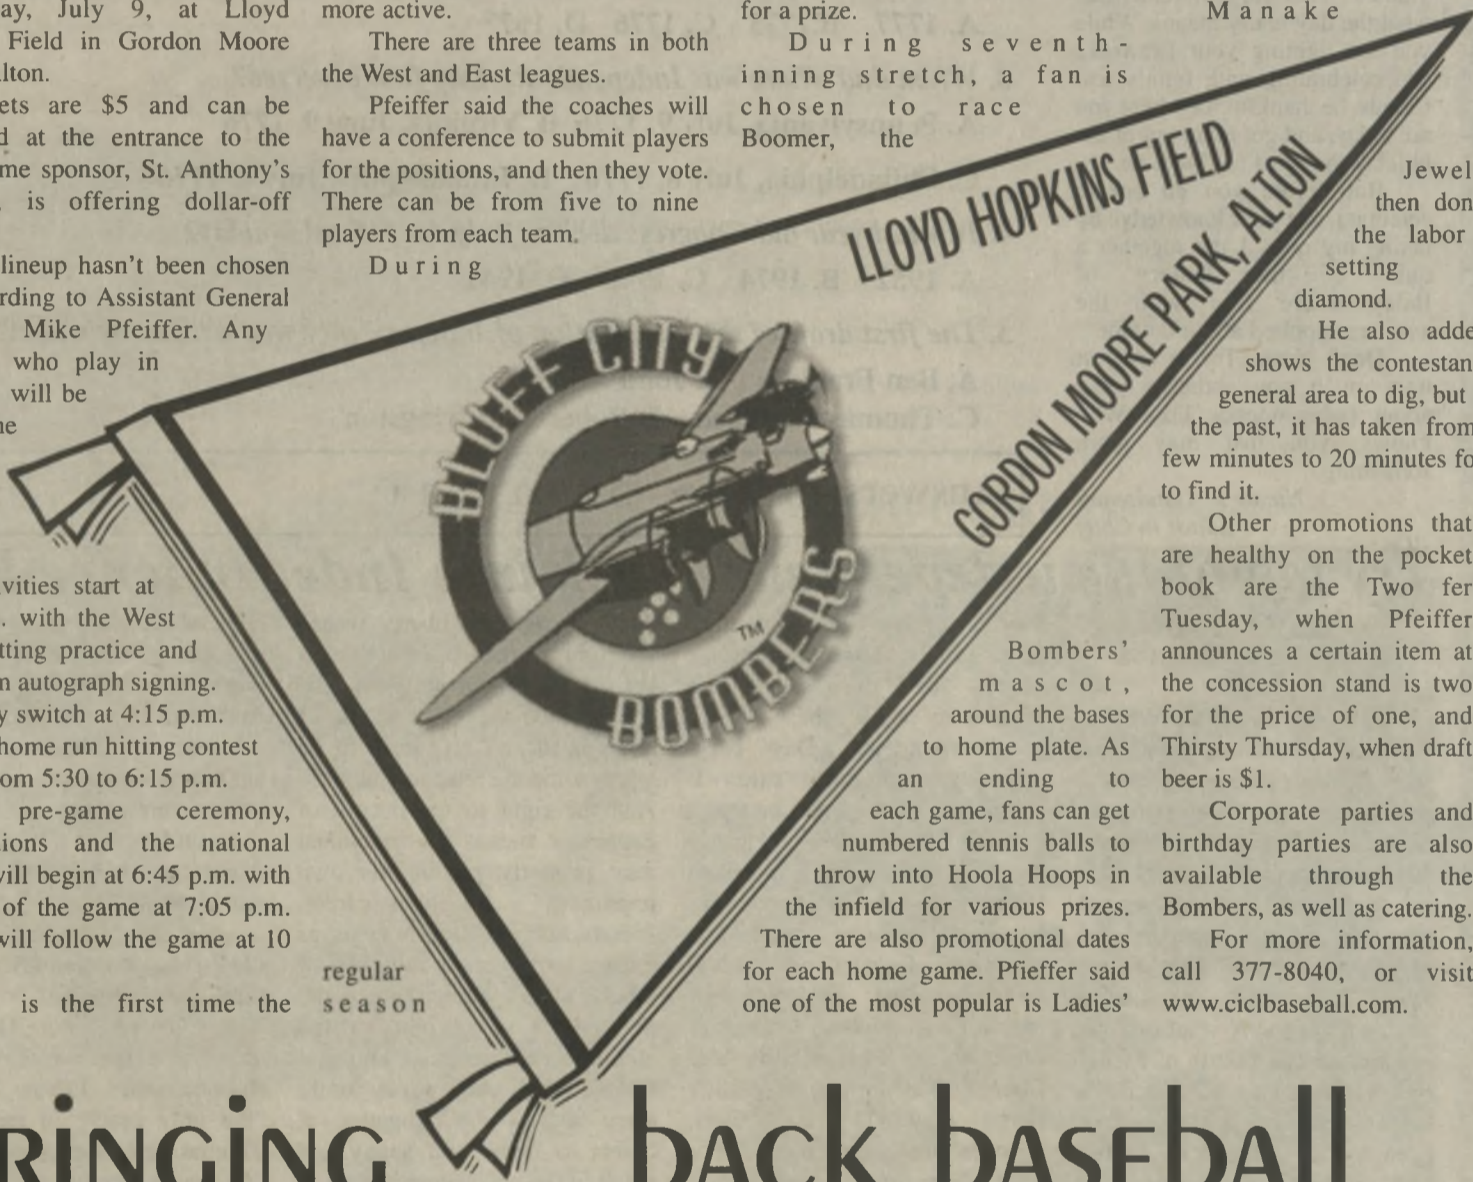 ay, July 9, at Lloyd
Field in Gordon Moore
lton.
ets are $5 and can be
d at the entrance to the
me sponsor, St. Anthony's
, is offering dollar-off
lineup hasn't been chosen
rding to Assistant General
Mike Pfeiffer. Any
who play in
will be
ne
vities start at
. with the West
tting practice and
n autograph signing.
y switch at 4:15 p.m.
home run hitting contest
om 5:30 to 6:15 p.m.
pre-game ceremony,
ions and the national
vill begin at 6:45 p.m. with
of the game at 7:05 p.m.
will follow the game at 10
is the first time the
more active.
There are three teams in both
the West and East leagues.
Pfeiffer said the coaches will
have a conference to submit players
for the positions, and then they vote.
There can be from five to nine
players from each team.
During
regular
season
for a prize.
During seventh-
inning stretch, a fan is
chosen to race
Boomer, the
Bombers'
mascot,
around the bases
to home plate. As
an ending to
each game, fans can get
numbered tennis balls to
throw into Hoola Hoops in
the infield for various prizes.
There are also promotional dates
for each home game. Pfieffer said
one of the most popular is Ladies'
Manake
Jewel
then don
the labor
setting
diamond.
He also adde
shows the contestan
general area to dig, but
the past, it has taken from
few minutes to 20 minutes fo
to find it.
Other promotions that
are healthy on the pocket
book are the Two fer
Tuesday, when Pfeiffer
announces a certain item at
the concession stand is two
for the price of one, and
Thirsty Thursday, when draft
beer is $1.
Corporate parties and
birthday parties are also
available through the
Bombers, as well as catering.
For more information,
call 377-8040, or visit
www.ciclbaseball.com.
LLOYD HOPKINS FIELD
GORDON MOORE PARK, ALTON
BLUFF CITY
BOMBERS
TM
RINGING back baseball